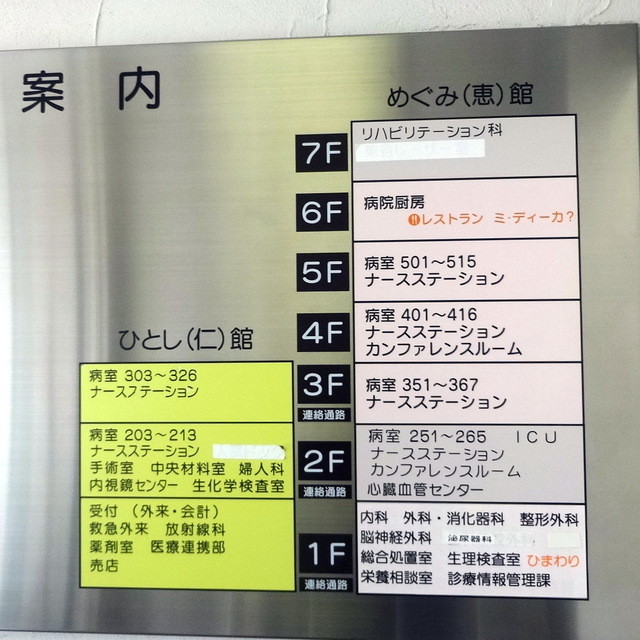 案内
めぐみ(恵)館
7F
リハビリテーション科
6F
病院厨房
レストラン ミ・ディーカ?
5F
病室 501~515
ナースステーション
4F
病室 401~416
ナースステーション
カンファレンスルーム
3F
連絡通路
病室 351~367
ナースステーション
2F
連絡通路
病室 251~265 ICU
ナースステーション
カンファレンスルーム
心臓血管センター
1F
連絡通路
内科 外科・消化器科 整形外科
脳神経外科 泌尿器科
総合処置室 生理検査室 ひまわり
栄養相談室 診療情報管理課
ひとし(仁)館
病室 303~326
ナースステーション
病室 203~213
ナースステーション
手術室 中央材料室 婦人科
内視鏡センター 生化学検査室
受付 (外来・会計)
救急外来 放射線科
薬剤室 医療連携部
売店